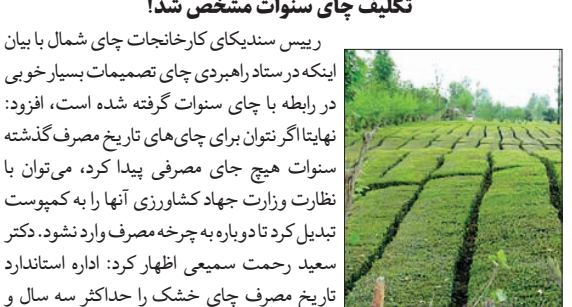 تکلیف چای سنوات مشخص شد!
رییس سندیکای کارخانجات چای شمال با بیان
اینکه در ستاد راهبردی چای تصمیمات بسیار خوبی
در رابطه با چای سنوات گرفته شده است، افزود:
نهایتا اگر نتوان برای چای‌های تاریخ مصرف گذشته
سنوات هیچ جای مصرفی پیدا کرد، می‌توان با
نظارت وزارت جهاد کشاورزی آنها را به کمپوست
تبدیل کرد تا دوباره به چرخه مصرف وارد نشود. دکتر
سعید رحمت سمیعی اظهار کرد: اداره استاندارد
تاریخ مصرف چای خشک را حداکثر سه سال و